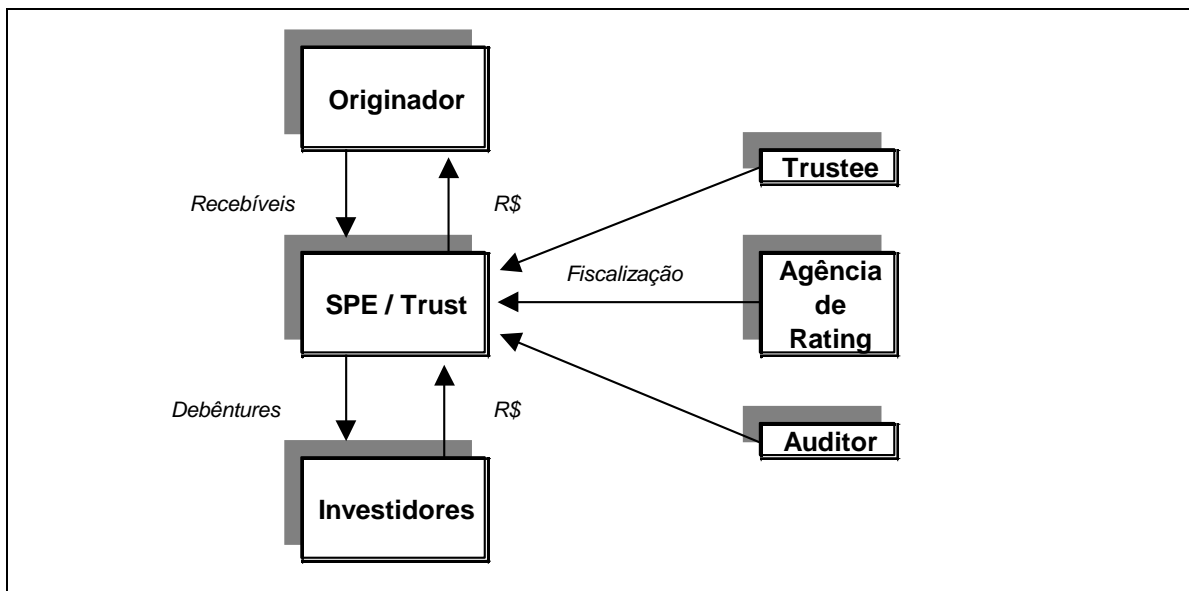 Originador
Trustee
Recebíveis
R$
Fiscalização
Agência
de
Rating
SPE / Trust
Debêntures
R$
Auditor
Investidores